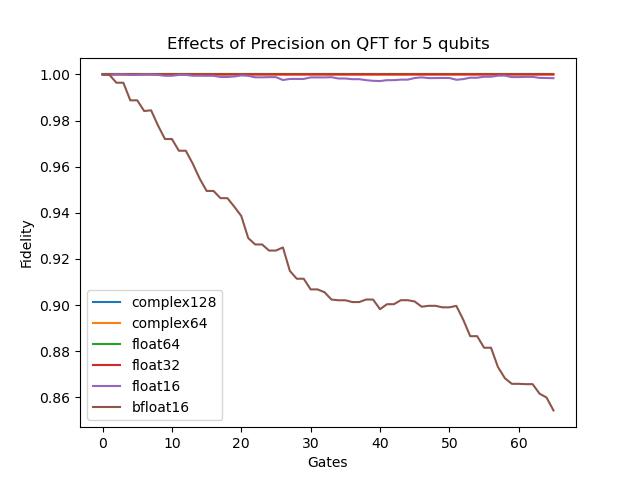 Effects of Precision on QFT for 5 qubits
1.00
0.98
0.96
0.94
0.92
0.90
0.88
0.86
Fidelity
complex128
complex64
float64
float32
float16
bfloat16
0 10 20 30 40 50 60
Gates